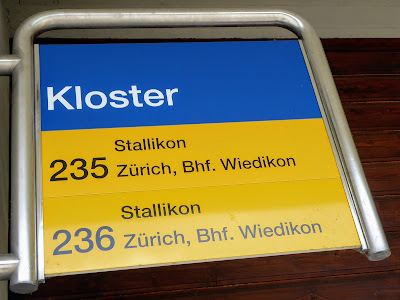 Kloster
Stallikon
235 Zürich, Bhf. Wiedikon
Stallikon
236 Zürich, Bhf. Wiedikon